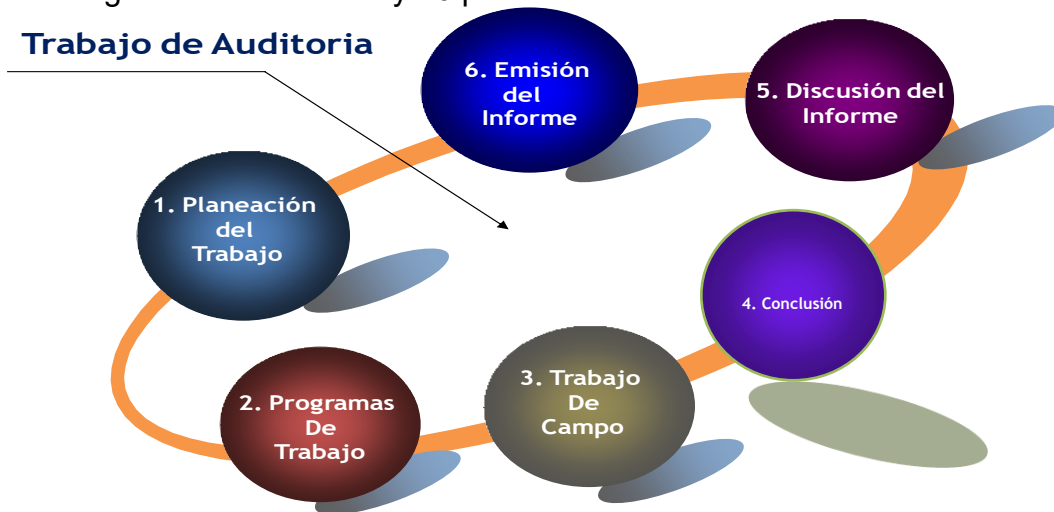 Trabajo de Auditoria
6. Emisión
del
Informe
5. Discusión del
Informe
1. Planeación
del
Trabajo
4. Conclusión
3. Trabajo
De
Campo
2. Programas
De
Trabajo